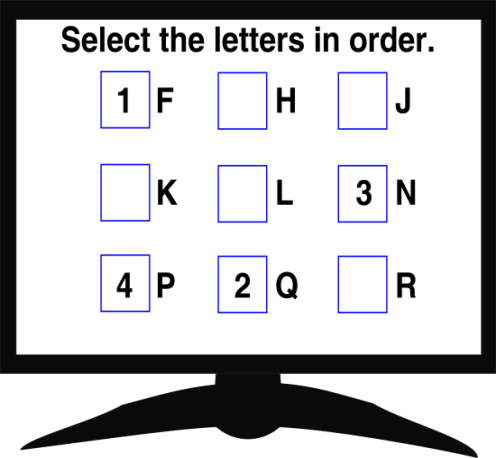 Select the letters in order.
1 F H J
K L 3 N
4 P 2 Q R